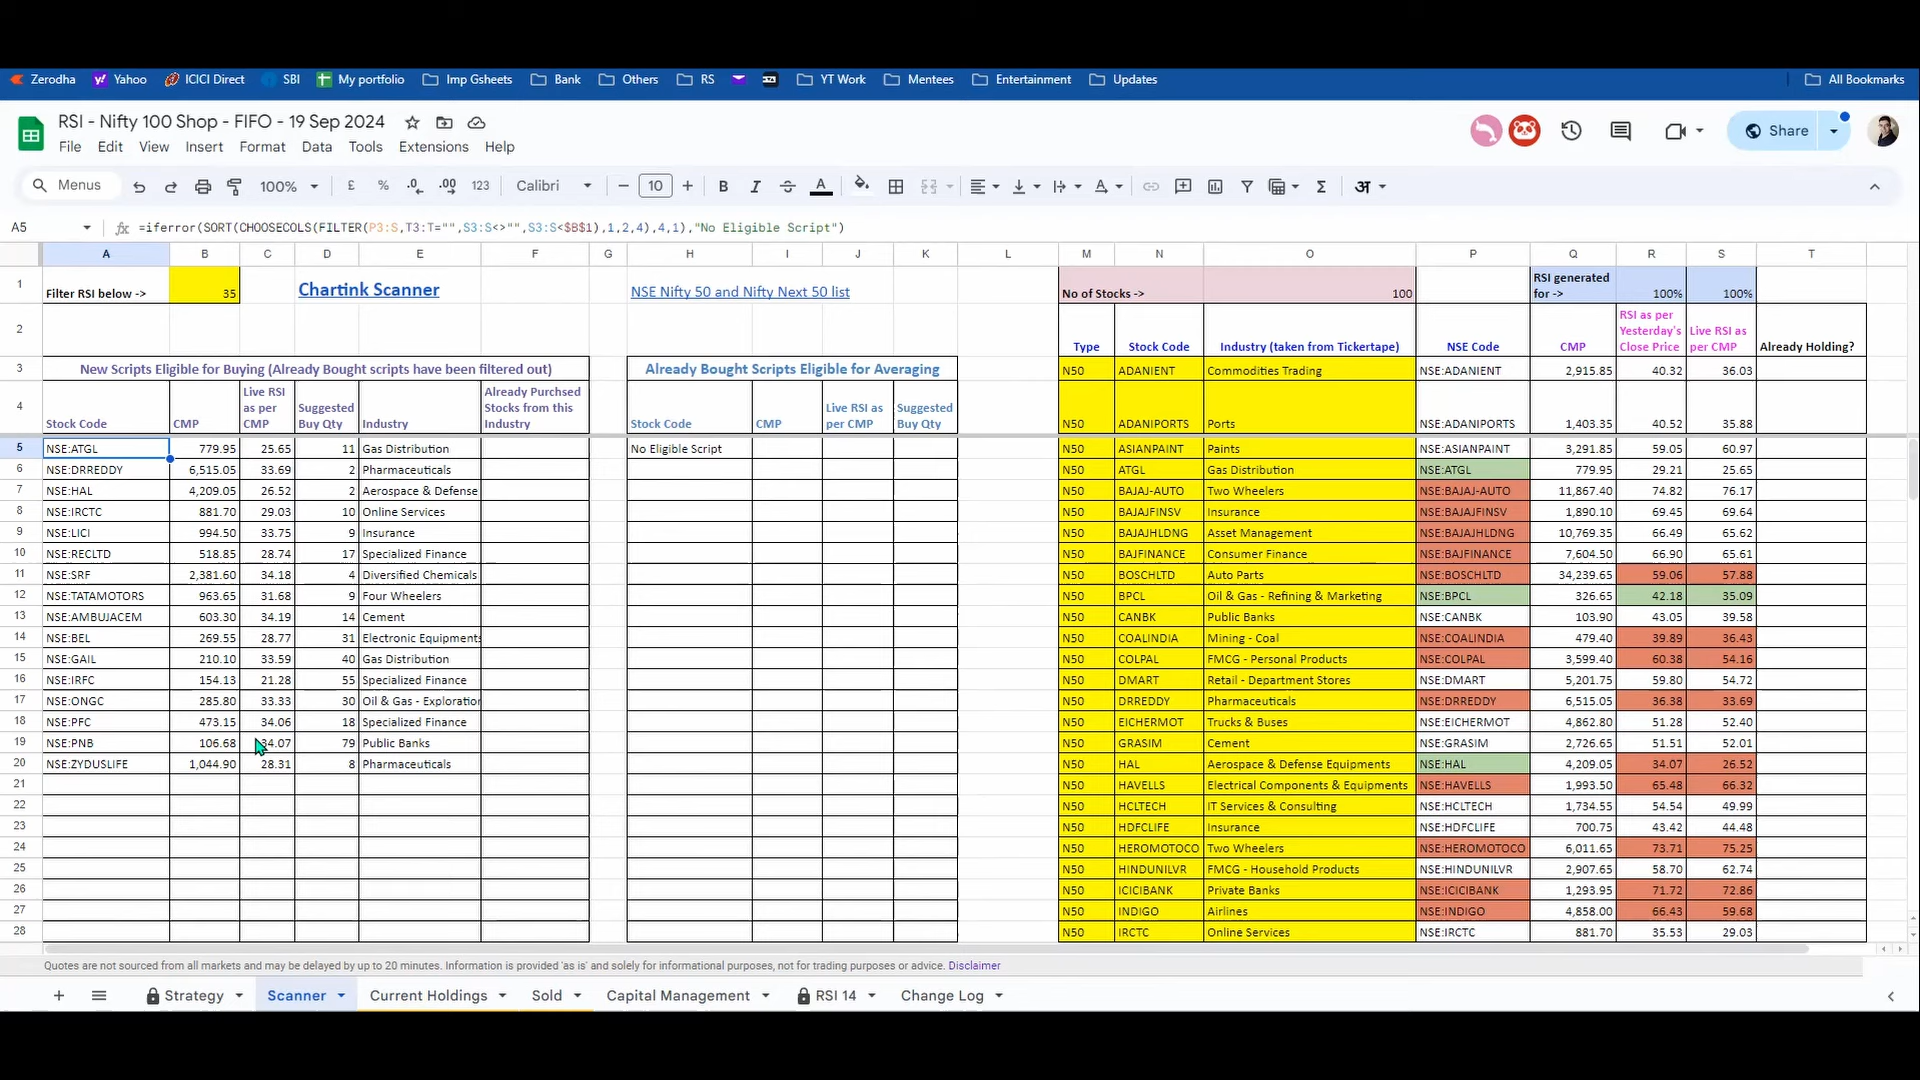 Zerodha Yahoo ICICI Direct SBI My portfolio Imp Gsheets Bank Others RS YT Work Mentees Entertainment Updates All Bookmarks
RSI - Nifty 100 Shop - FIFO - 19 Sep 2024
Share
File Edit View Insert Format Data Tools Extensions Help
Menus 100% £ % .0 .00 123 Calibri 10 B I A अ
A5 fx =iferror(SORT(CHOOSECOLS(FILTER(P3:S,T3:T="",S3:S<>"",S3:S<$B$1),1,2,4),4,1),"No Eligible Script")
A B C D E F G H I J K L M N O P Q R S T
1 Filter RSI below -> 35 Chartink Scanner NSE Nifty 50 and Nifty Next 50 list No of Stocks -> 100 RSI generated for -> 100% 100%
2 Type Stock Code Industry (taken from Tickertape) NSE Code CMP RSI as per Yesterday's Close Price Live RSI as per CMP Already Holding?
3 New Scripts Eligible for Buying (Already Bought scripts have been filtered out) Already Bought Scripts Eligible for Averaging N50 ADANIENT Commodities Trading NSE:ADANIENT 2,915.85 40.32 36.03
4 Stock Code CMP Live RSI as per CMP Suggested Buy Qty Industry Already Purchsed Stocks from this Industry Stock Code CMP Live RSI as per CMP Suggested Buy Qty N50 ADANIPORTS Ports NSE:ADANIPORTS 1,403.35 40.52 35.88
5 NSE:ATGL 779.95 25.65 11 Gas Distribution No Eligible Script N50 ASIANPAINT Paints NSE:ASIANPAINT 3,291.85 59.05 60.97
6 NSE:DRREDDY 6,515.05 33.69 2 Pharmaceuticals N50 ATGL Gas Distribution NSE:ATGL 779.95 29.21 25.65
7 NSE:HAL 4,209.05 26.52 2 Aerospace & Defense N50 BAJAJ-AUTO Two Wheelers NSE:BAJAJ-AUTO 11,867.40 74.82 76.17
8 NSE:IRCTC 881.70 29.03 10 Online Services N50 BAJAJFINSV Insurance NSE:BAJAJFINSV 1,890.10 69.45 69.64
9 NSE:LICI 994.50 33.75 9 Insurance N50 BAJAJHLDNG Asset Management NSE:BAJAJHLDNG 10,769.35 66.49 65.62
10 NSE:RECLTD 518.85 28.74 17 Specialized Finance N50 BAJFINANCE Consumer Finance NSE:BAJFINANCE 7,604.50 66.90 65.61
11 NSE:SRF 2,381.60 34.18 4 Diversified Chemicals N50 BOSCHLTD Auto Parts NSE:BOSCHLTD 34,239.65 59.06 57.88
12 NSE:TATAMOTORS 963.65 31.68 9 Four Wheelers N50 BPCL Oil & Gas - Refining & Marketing NSE:BPCL 326.65 42.18 35.09
13 NSE:AMBUJACEM 603.30 34.19 14 Cement N50 CANBK Public Banks NSE:CANBK 103.90 43.05 39.58
14 NSE:BEL 269.55 28.77 31 Electronic Equipments N50 COALINDIA Mining - Coal NSE:COALINDIA 479.40 39.89 36.43
15 NSE:GAIL 210.10 33.59 40 Gas Distribution N50 COLPAL FMCG - Personal Products NSE:COLPAL 3,599.40 60.38 54.16
16 NSE:IRFC 154.13 21.28 55 Specialized Finance N50 DMART Retail - Department Stores NSE:DMART 5,201.75 59.80 54.72
17 NSE:ONGC 285.80 33.33 30 Oil & Gas - Exploration N50 DRREDDY Pharmaceuticals NSE:DRREDDY 6,515.05 36.38 33.69
18 NSE:PFC 473.15 34.06 18 Specialized Finance N50 EICHERMOT Trucks & Buses NSE:EICHERMOT 4,862.80 51.28 52.40
19 NSE:PNB 106.68 34.07 79 Public Banks N50 GRASIM Cement NSE:GRASIM 2,726.65 51.51 52.01
20 NSE:ZYDUSLIFE 1,044.90 28.31 8 Pharmaceuticals N50 HAL Aerospace & Defense Equipments NSE:HAL 4,209.05 34.07 26.52
21 N50 HAVELLS Electrical Components & Equipments NSE:HAVELLS 1,993.50 65.48 66.32
22 N50 HCLTECH IT Services & Consulting NSE:HCLTECH 1,734.55 54.54 49.99
23 N50 HDFCLIFE Insurance NSE:HDFCLIFE 700.75 43.42 44.48
24 N50 HEROMOTOCO Two Wheelers NSE:HEROMOTOCO 6,011.65 73.71 75.25
25 N50 HINDUNILVR FMCG - Household Products NSE:HINDUNILVR 2,907.65 58.70 62.74
26 N50 ICICIBANK Private Banks NSE:ICICIBANK 1,293.95 71.72 72.86
27 N50 INDIGO Airlines NSE:INDIGO 4,858.00 66.43 59.68
28 N50 IRCTC Online Services NSE:IRCTC 881.70 35.53 29.03
Quotes are not sourced from all markets and may be delayed by up to 20 minutes. Information is provided 'as is' and solely for informational purposes, not for trading purposes or advice. Disclaimer
Strategy Scanner Current Holdings Sold Capital Management RSI 14 Change Log